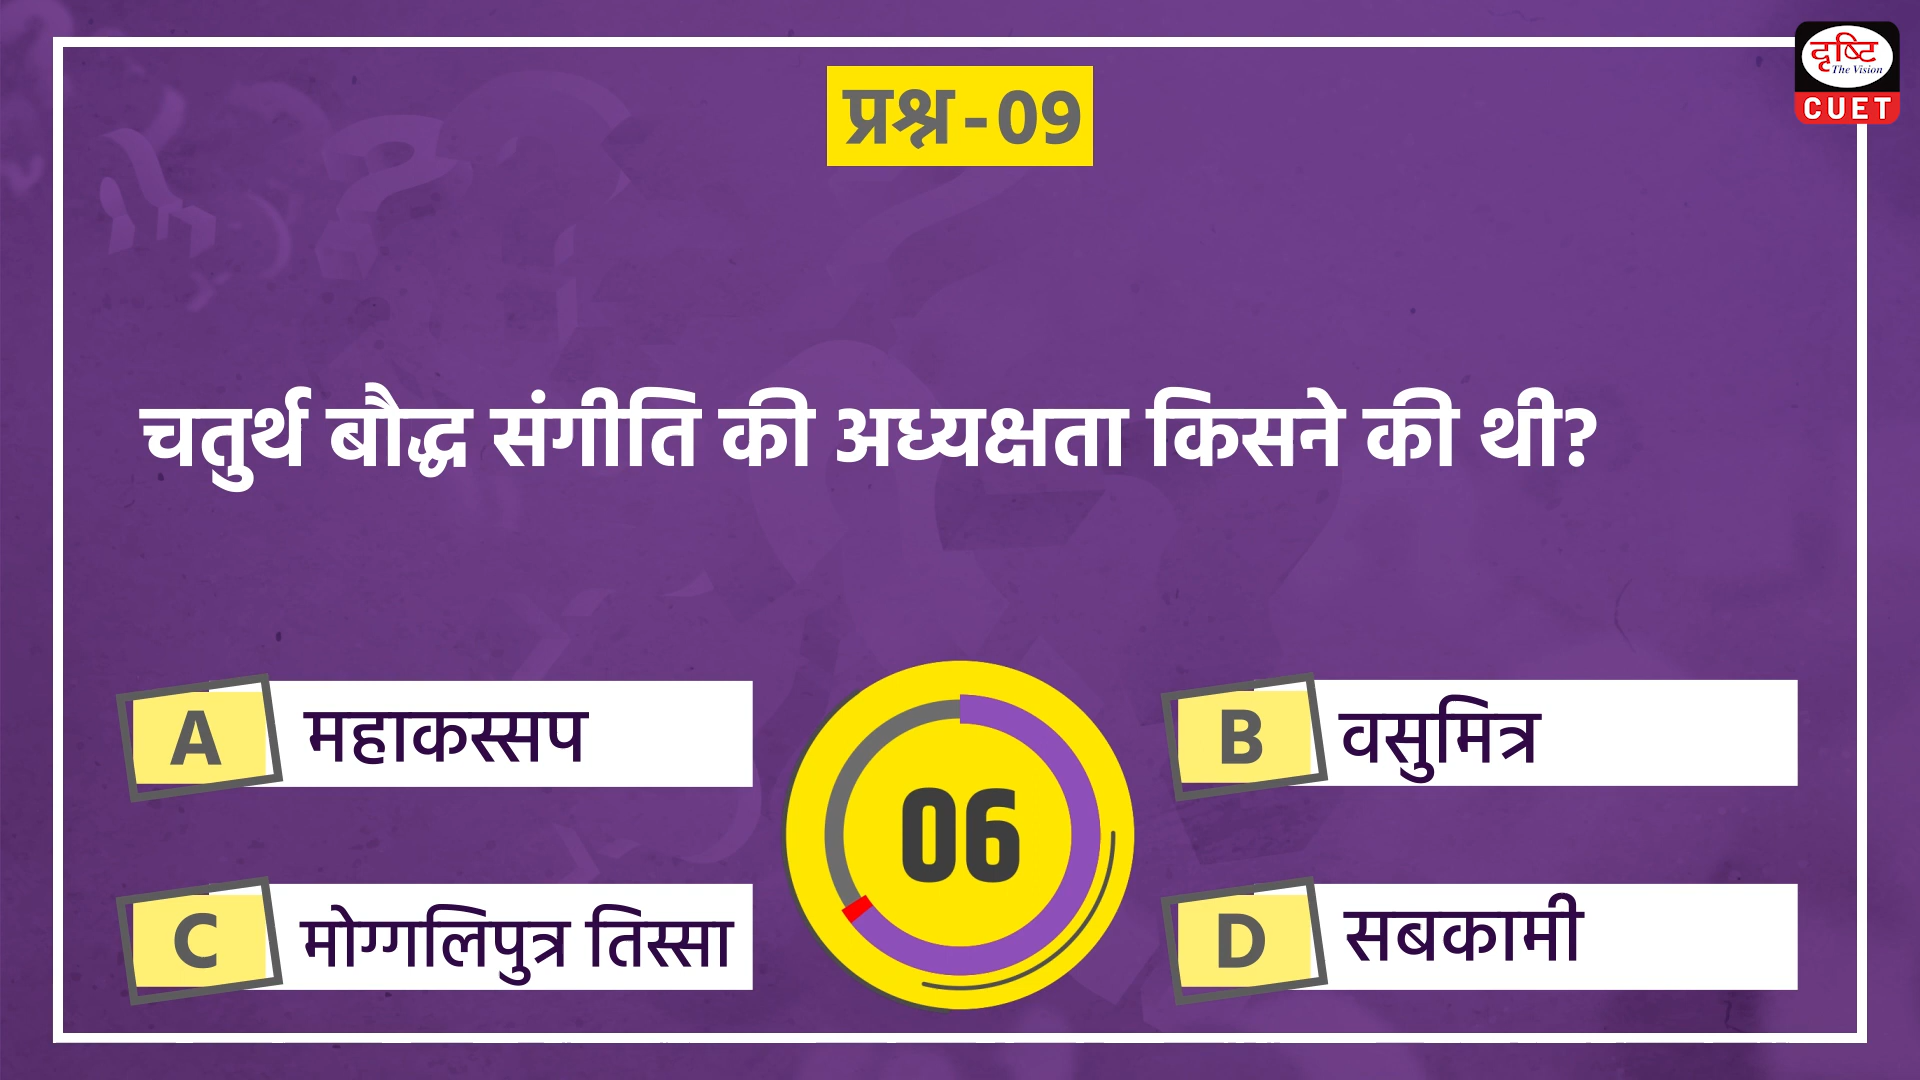 दृष्टि
The Vision
CUET
प्रश्न-09
चतुर्थ बौद्ध संगीति की अध्यक्षता किसने की थी?
A महाकस्सप
B वसुमित्र
06
C मोग्गलिपुत्र तिस्सा
D सबकामी